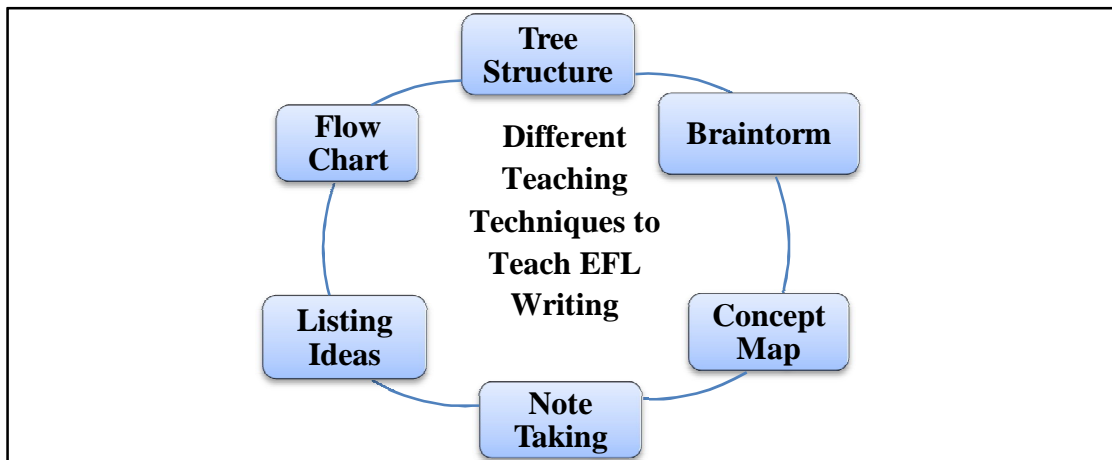 Tree
Structure
Flow
Chart
Different
Teaching
Techniques to
Teach EFL
Writing
Braintorm
Listing
Ideas
Concept
Map
Note
Taking